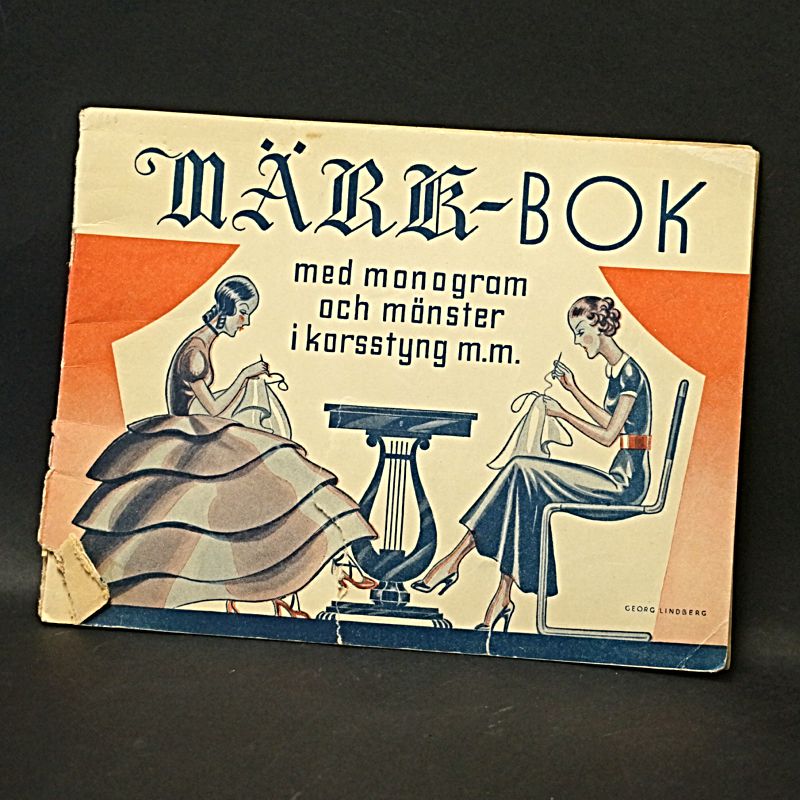 MÄRK-BOK
med monogram
och mönster
i korsstyng m.m.
GEORG LINDBERG